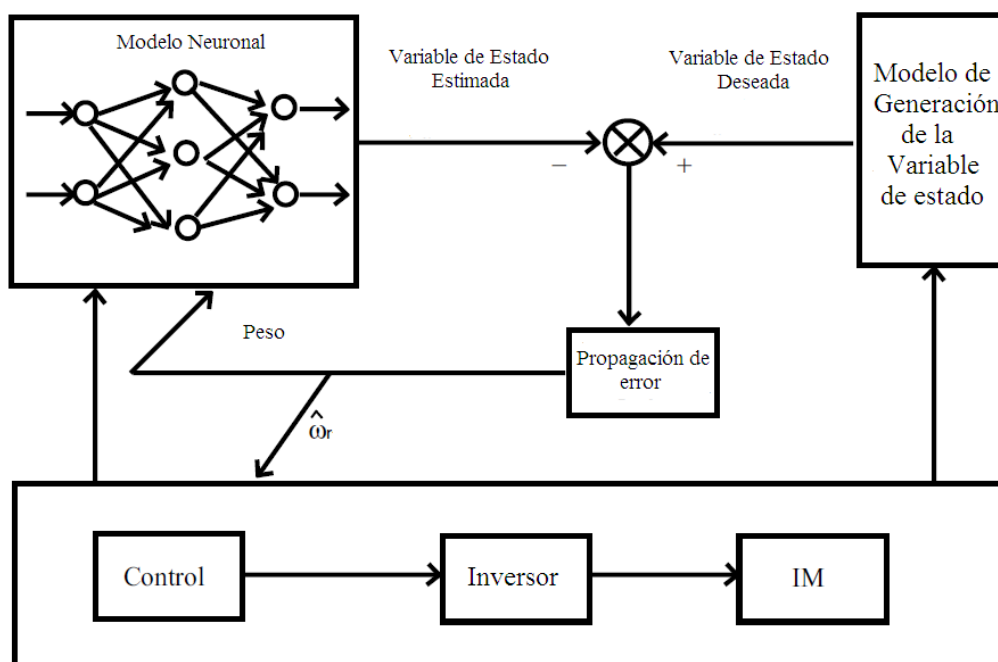 Modelo Neuronal
Variable de Estado
Estimada
Variable de Estado
Deseada
Modelo de
Generación
de la
Variable
de estado
−
+
Peso
Propagación de
error
ω̂r
Control
Inversor
IM